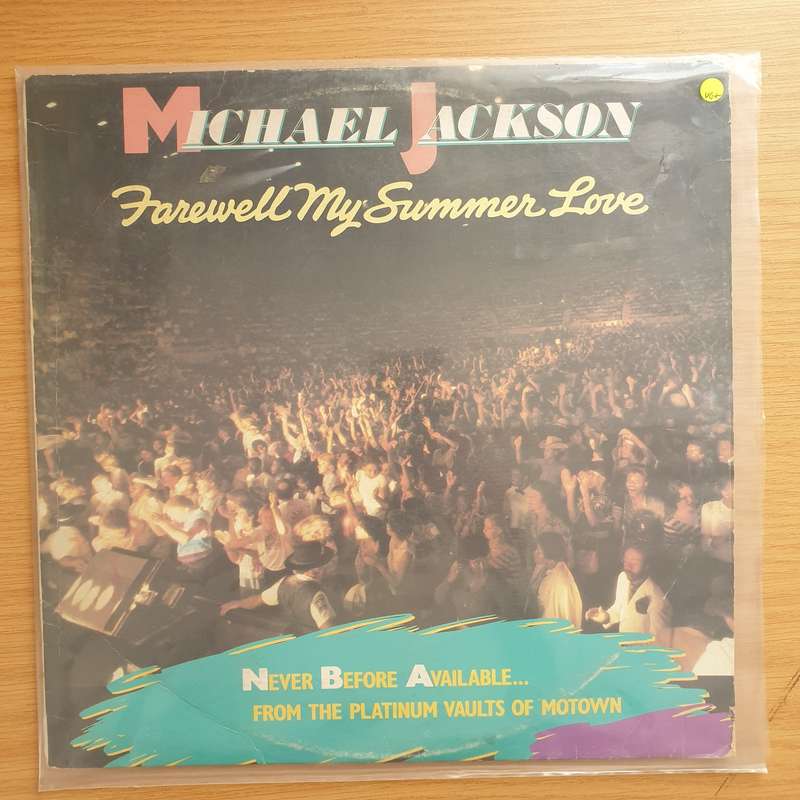 MICHAEL JACKSON
Farewell My Summer Love
NEVER BEFORE AVAILABLE...
FROM THE PLATINUM VAULTS OF MOTOWN